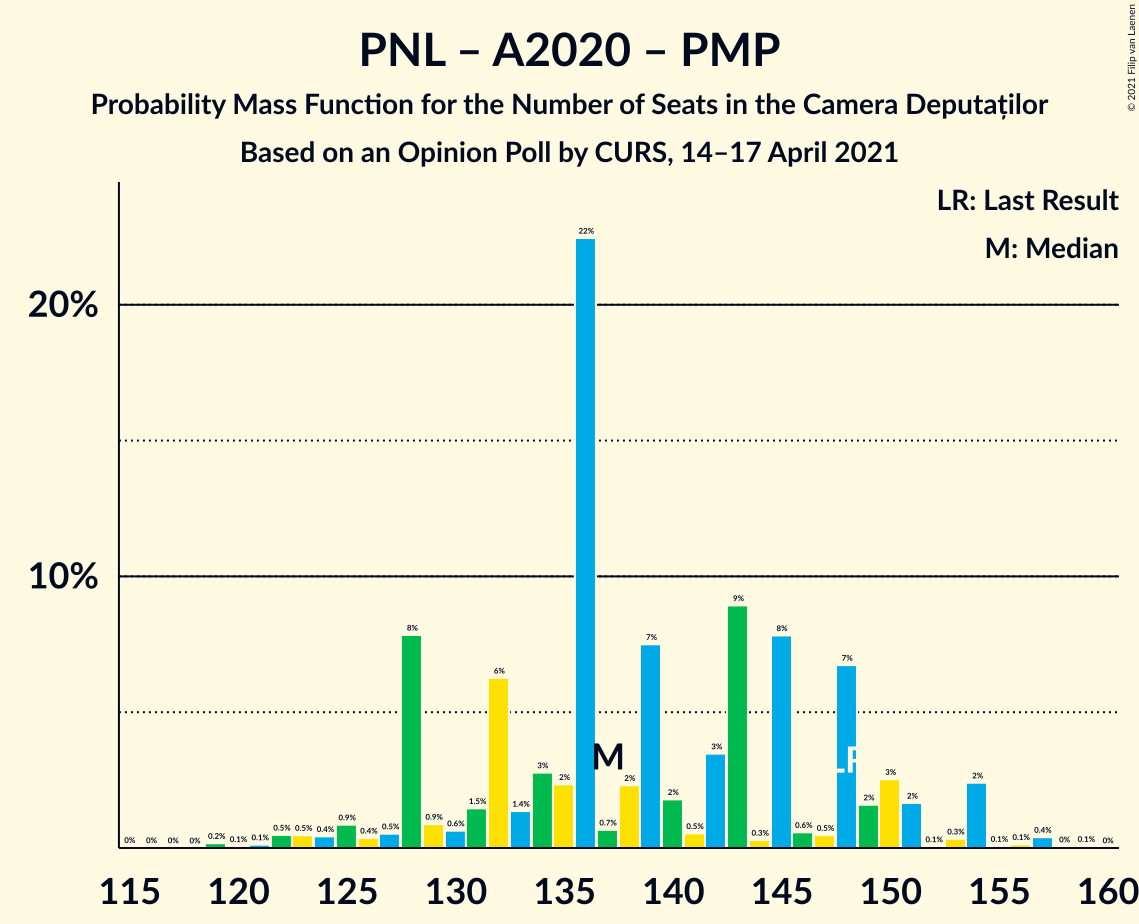 PNL – A2020 – PMP
Probability Mass Function for the Number of Seats in the Camera Deputaților
Based on an Opinion Poll by CURS, 14–17 April 2021
© 2021 Filip van Laenen
LR: Last Result
M: Median
20%
10%
0% 0% 0% 0% 0.2% 0.1% 0.1% 0.5% 0.5% 0.4% 0.9% 0.4% 0.5% 8% 0.9% 0.6% 1.5% 6% 1.4% 3% 2% 22% 0.7% 2% 7% 2% 0.5% 3% 9% 0.3% 8% 0.6% 0.5% 7% 2% 3% 2% 0.1% 0.3% 2% 0.1% 0.1% 0.4% 0% 0.1% 0%
M
LR
115 120 125 130 135 140 145 150 155 160